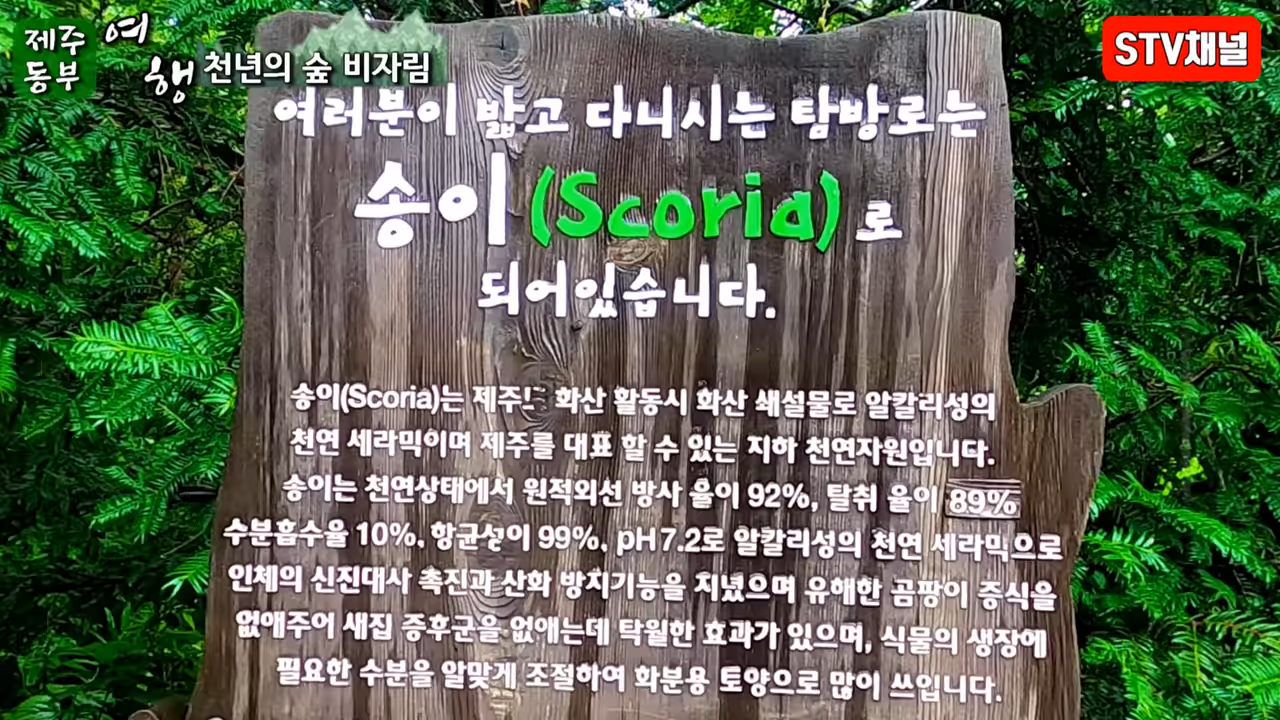 제주 여행
동부
천년의 숲 비자림
STV채널
여러분이 밟고 다니시는 탐방로는
송이(Scoria)로
되어있습니다.
송이(Scoria)는 화산 활동시 화산 쇄설물로 알칼리성의
천연 세라믹이며 제주를 대표 할 수 있는 지하 천연자원입니다.
송이는 천연상태에서 원적외선 방사 율이 92%, 탈취 율이 89%
수분흡수율 10%, 항균성이 99%, pH7.2로 알칼리성의 천연 세라믹으로
인체의 신진대사 촉진과 산화 방지기능을 지녔으며 유해한 곰팡이 증식을
없애주어 새집 증후군을 없애는데 탁월한 효과가 있으며, 식물의 생장에
필요한 수분을 알맞게 조절하여 화분용 토양으로 많이 쓰입니다.